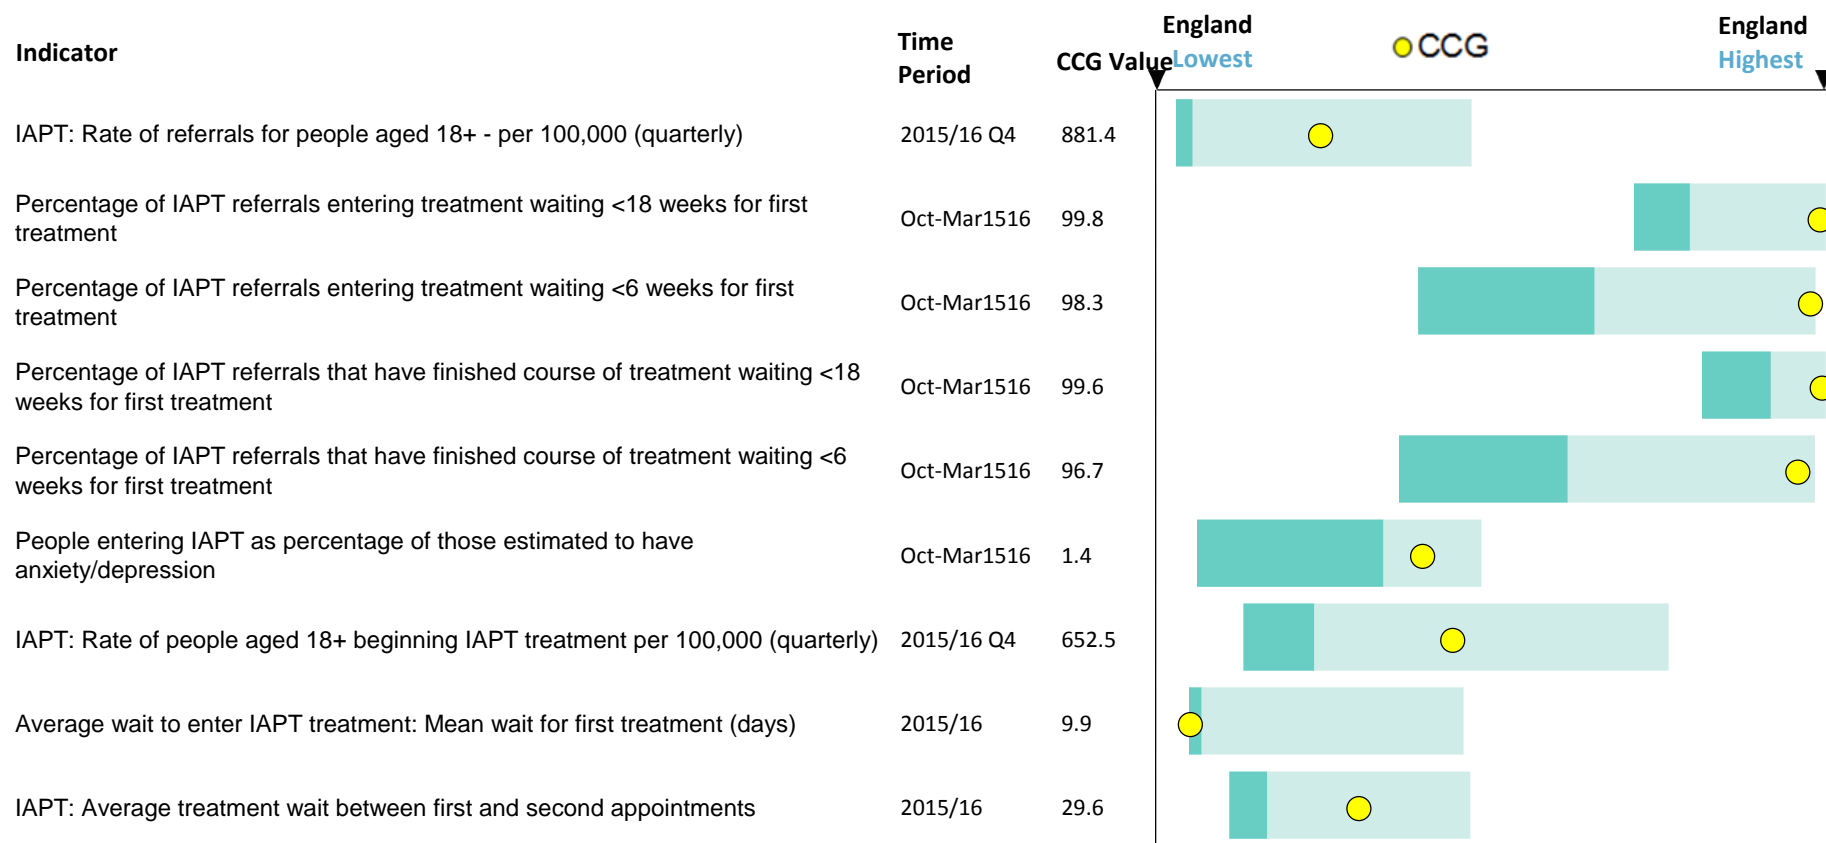 Indicator
Time
Period
CCG Value
England
Lowest
CCG
England
Highest
IAPT: Rate of referrals for people aged 18+ - per 100,000 (quarterly) 2015/16 Q4 881.4
Percentage of IAPT referrals entering treatment waiting <18 weeks for first
treatment
Oct-Mar1516 99.8
Percentage of IAPT referrals entering treatment waiting <6 weeks for first
treatment
Oct-Mar1516 98.3
Percentage of IAPT referrals that have finished course of treatment waiting <18
weeks for first treatment
Oct-Mar1516 99.6
Percentage of IAPT referrals that have finished course of treatment waiting <6
weeks for first treatment
Oct-Mar1516 96.7
People entering IAPT as percentage of those estimated to have
anxiety/depression
Oct-Mar1516 1.4
IAPT: Rate of people aged 18+ beginning IAPT treatment per 100,000 (quarterly) 2015/16 Q4 652.5
Average wait to enter IAPT treatment: Mean wait for first treatment (days) 2015/16 9.9
IAPT: Average treatment wait between first and second appointments 2015/16 29.6